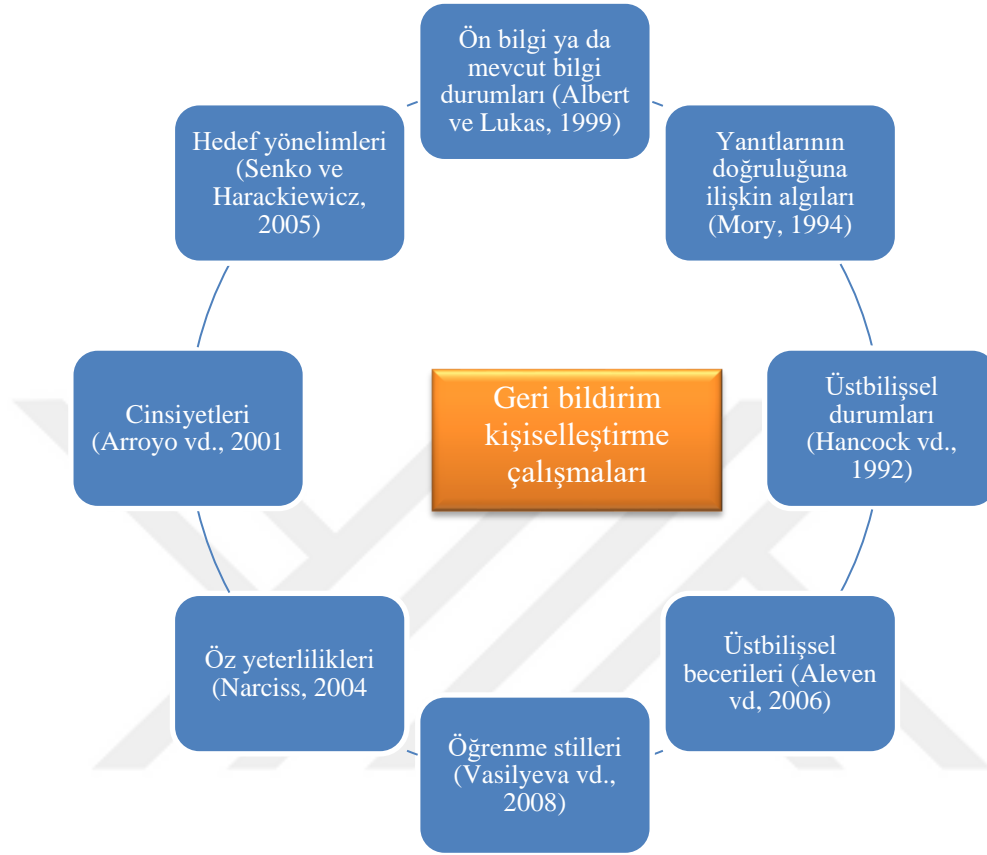 Ön bilgi ya da
mevcut bilgi
durumları (Albert
ve Lukas, 1999)
Yanıtlarının
doğruluğuna
ilişkin algıları
(Mory, 1994)
Üstbilişsel
durumları
(Hancock vd.,
1992)
Üstbilişsel
becerileri (Aleven
vd, 2006)
Öğrenme stilleri
(Vasilyeva vd.,
2008)
Öz yeterlilikleri
(Narciss, 2004
Cinsiyetleri
(Arroyo vd., 2001
Hedef yönelimleri
(Senko ve
Harackiewicz,
2005)
Geri bildirim
kişiselleştirme
çalışmaları